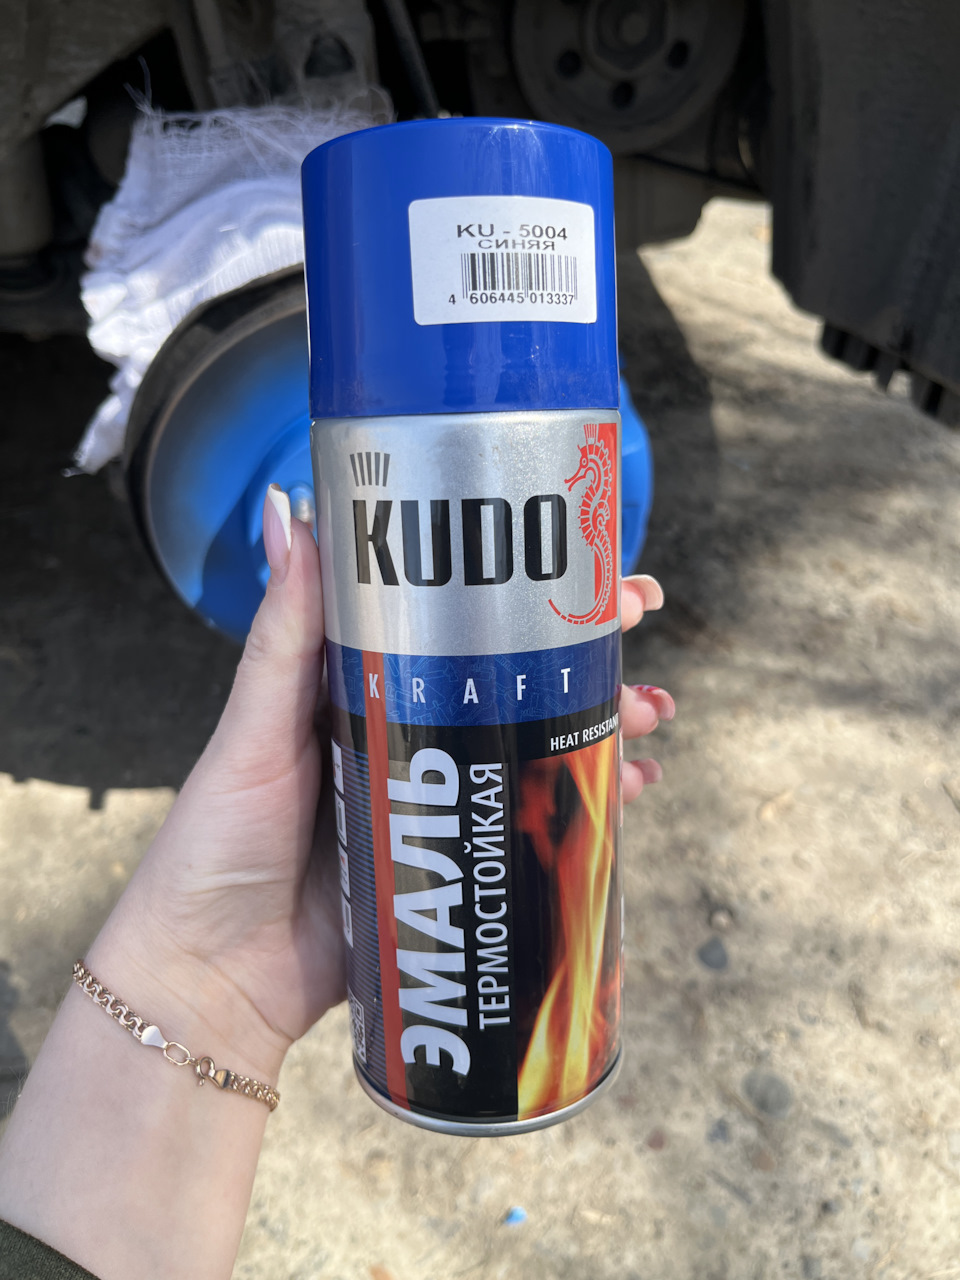 KU - 5004
СИНЯЯ
4 606445 013337
KUDO
KRAFT
HEAT RESISTANT
ЭМАЛЬ
ТЕРМОСТОЙКАЯ